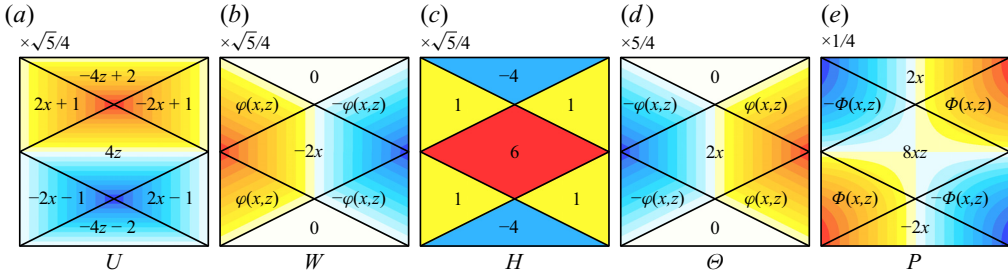 (a) (b) (c) (d) (e)
×√5/4 ×√5/4 ×√5/4 ×5/4 ×1/4
−4z + 2 0 −4 0 2x
2x + 1 −2x + 1 φ(x,z) −φ(x,z) 1 1 −φ(x,z) φ(x,z) −Φ(x,z) Φ(x,z)
4z −2x 6 2x 8xz
−2x − 1 2x − 1 φ(x,z) −φ(x,z) 1 1 −φ(x,z) φ(x,z) Φ(x,z) −Φ(x,z)
−4z − 2 0 −4 0 −2x
U W H Θ P